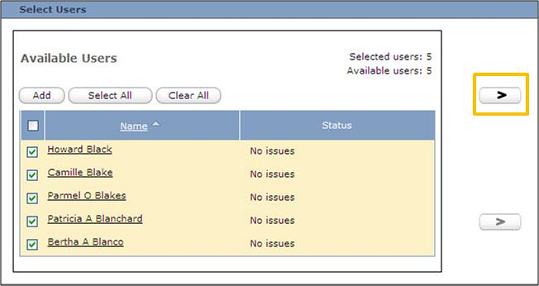 Select Users
Available Users
Selected users: 5
Available users: 5
Add Select All Clear All
>
Name Status
Howard Black No issues
Camille Blake No issues
Parmel O Blakes No issues
Patricia A Blanchard No issues
>
Bertha A Blanco No issues